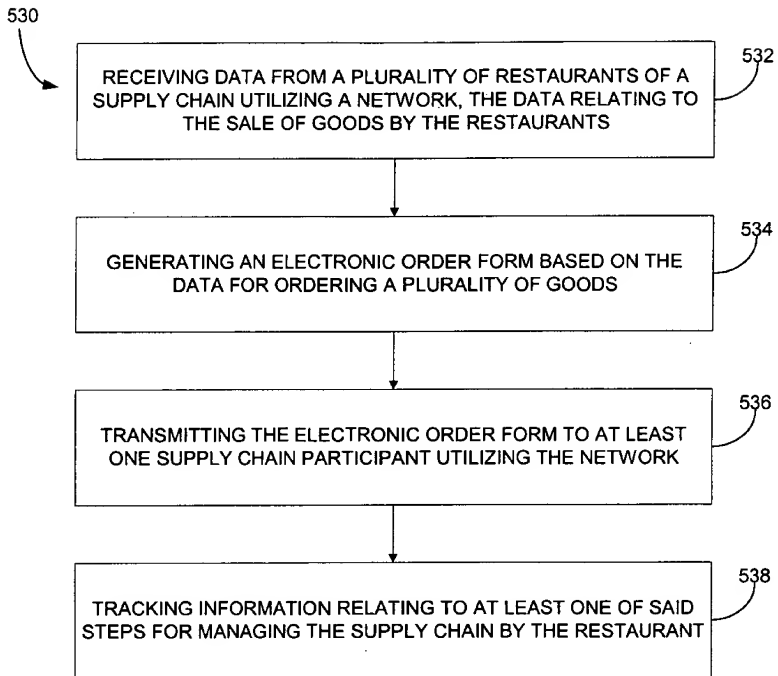 530
532
RECEIVING DATA FROM A PLURALITY OF RESTAURANTS OF A
SUPPLY CHAIN UTILIZING A NETWORK, THE DATA RELATING TO
THE SALE OF GOODS BY THE RESTAURANTS
534
GENERATING AN ELECTRONIC ORDER FORM BASED ON THE
DATA FOR ORDERING A PLURALITY OF GOODS
536
TRANSMITTING THE ELECTRONIC ORDER FORM TO AT LEAST
ONE SUPPLY CHAIN PARTICIPANT UTILIZING THE NETWORK
538
TRACKING INFORMATION RELATING TO AT LEAST ONE OF SAID
STEPS FOR MANAGING THE SUPPLY CHAIN BY THE RESTAURANT